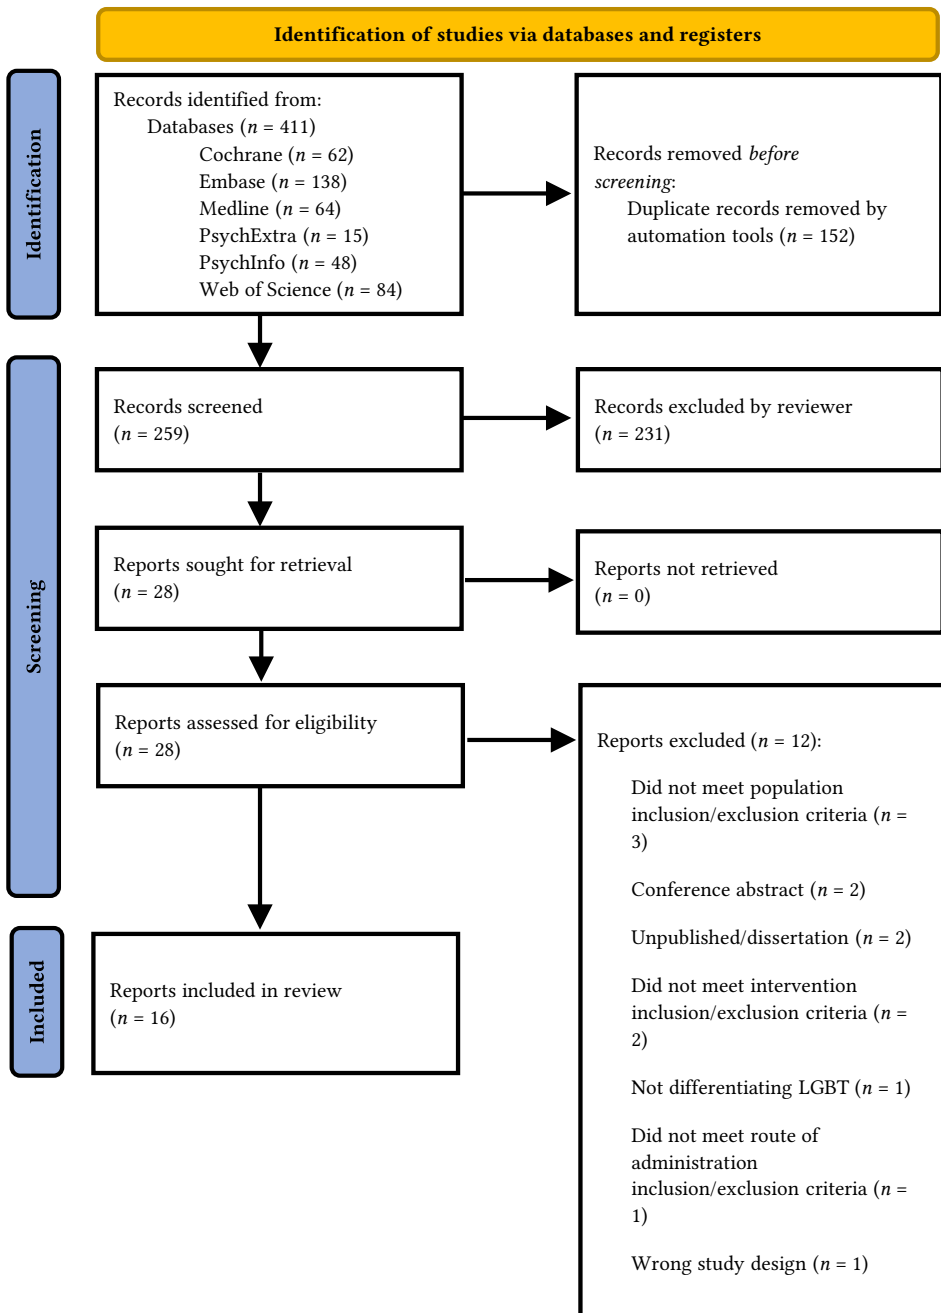 Identification of studies via databases and registers
Identification
Records identified from:
Databases (n = 411)
Cochrane (n = 62)
Embase (n = 138)
Medline (n = 64)
PsychExtra (n = 15)
PsychInfo (n = 48)
Web of Science (n = 84)
Records removed before
screening:
Duplicate records removed by
automation tools (n = 152)
Screening
Records screened
(n = 259)
Records excluded by reviewer
(n = 231)
Reports sought for retrieval
(n = 28)
Reports not retrieved
(n = 0)
Reports assessed for eligibility
(n = 28)
Reports excluded (n = 12):
Did not meet population
inclusion/exclusion criteria (n =
3)
Conference abstract (n = 2)
Unpublished/dissertation (n = 2)
Did not meet intervention
inclusion/exclusion criteria (n =
2)
Not differentiating LGBT (n = 1)
Did not meet route of
administration
inclusion/exclusion criteria (n =
1)
Wrong study design (n = 1)
Included
Reports included in review
(n = 16)